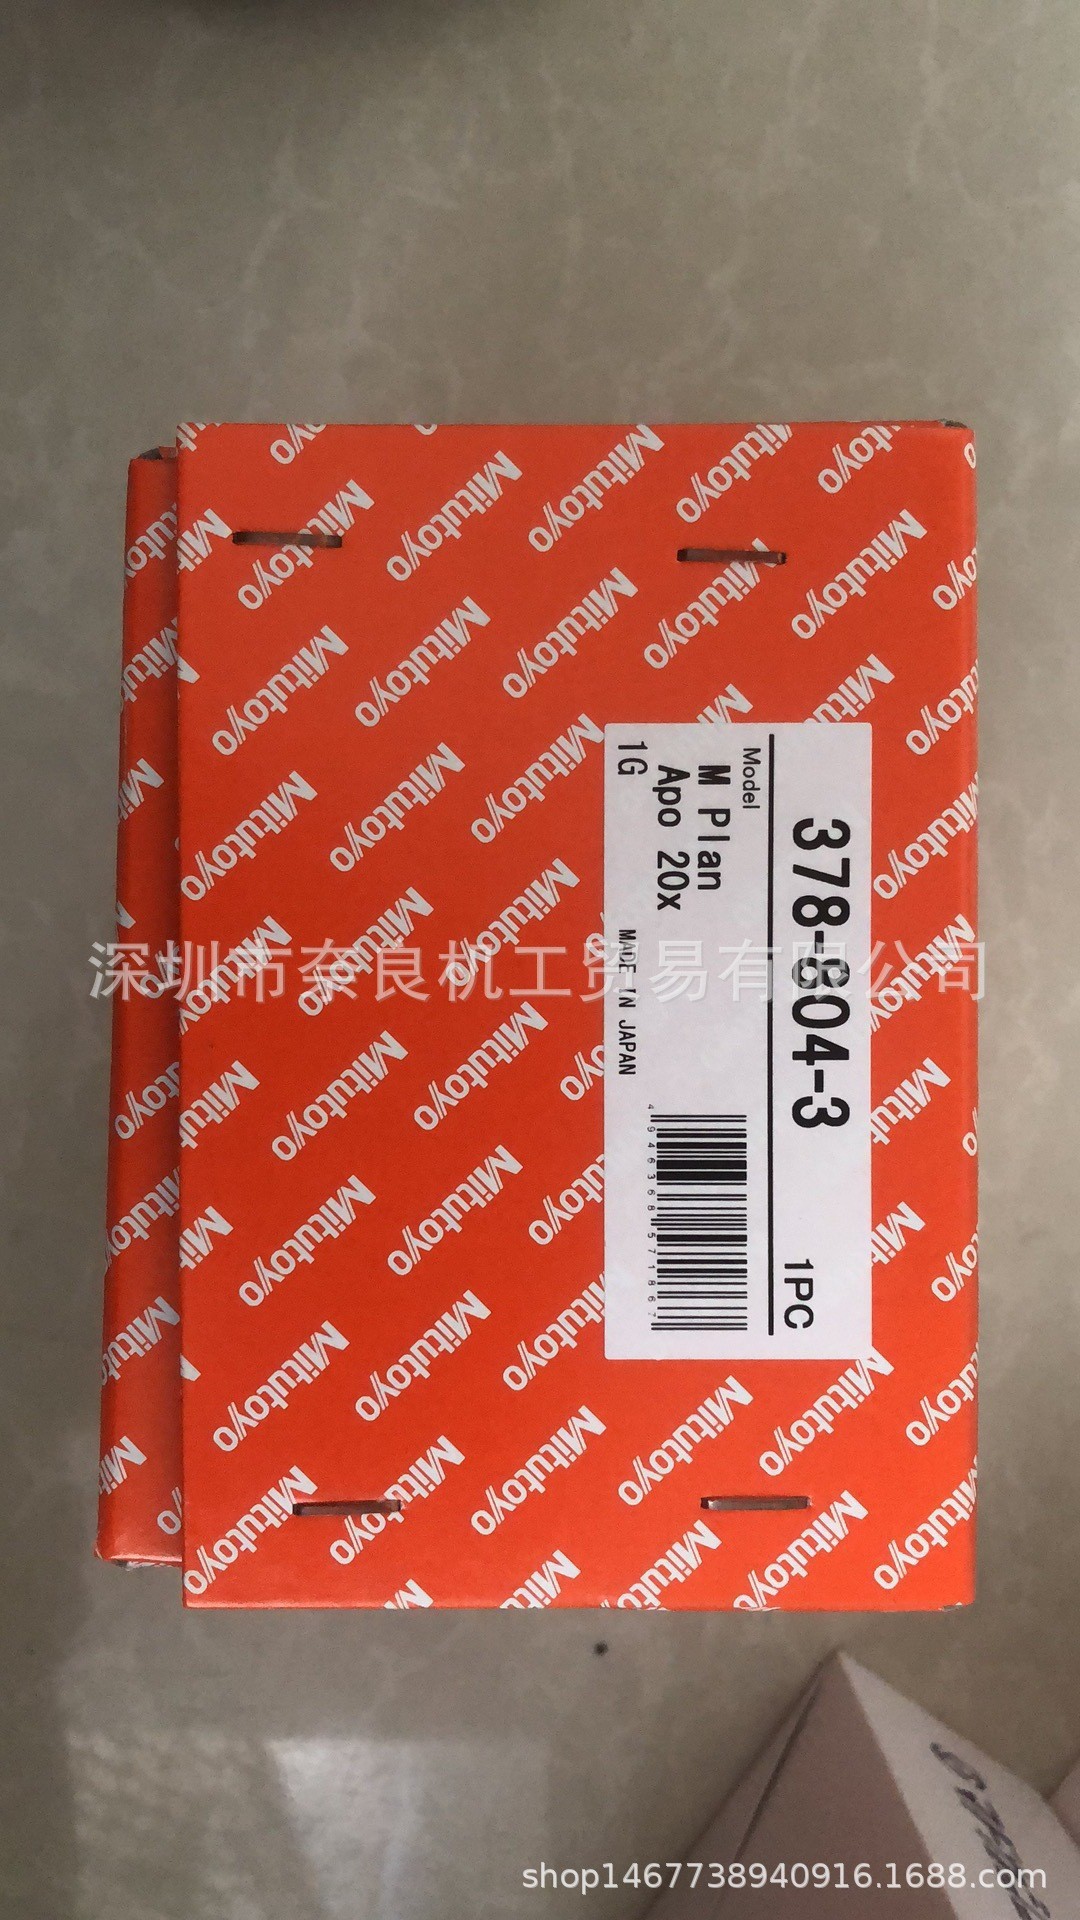 Mitutoyo
378-804-3
1PC
Model
M Plan
Apo 20x
1G
MADE IN JAPAN
4946368571867
深圳市奈良机工贸易有限公司
shop1467738940916.1688.com